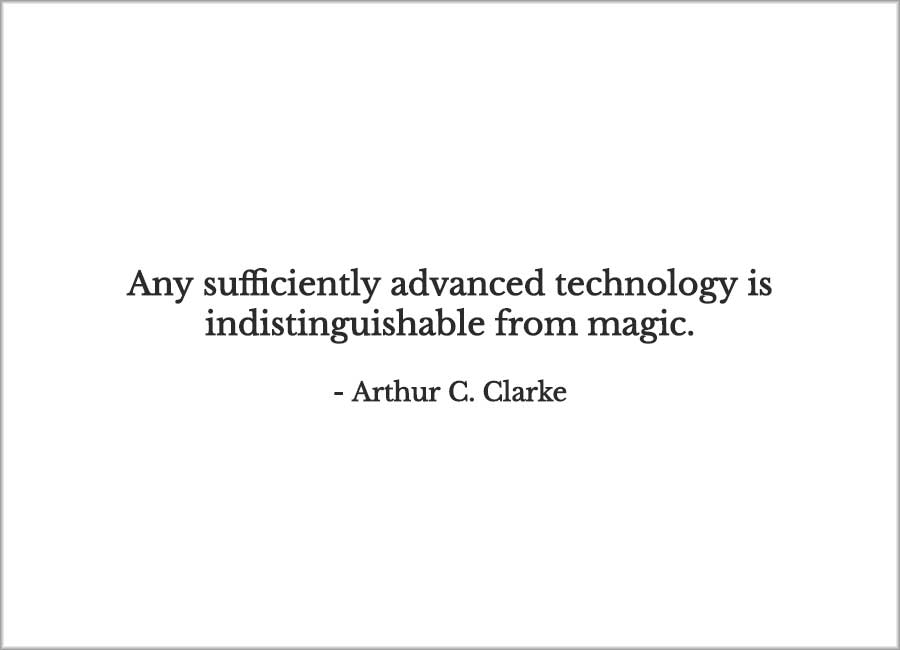 Any sufficiently advanced technology is
indistinguishable from magic.
- Arthur C. Clarke